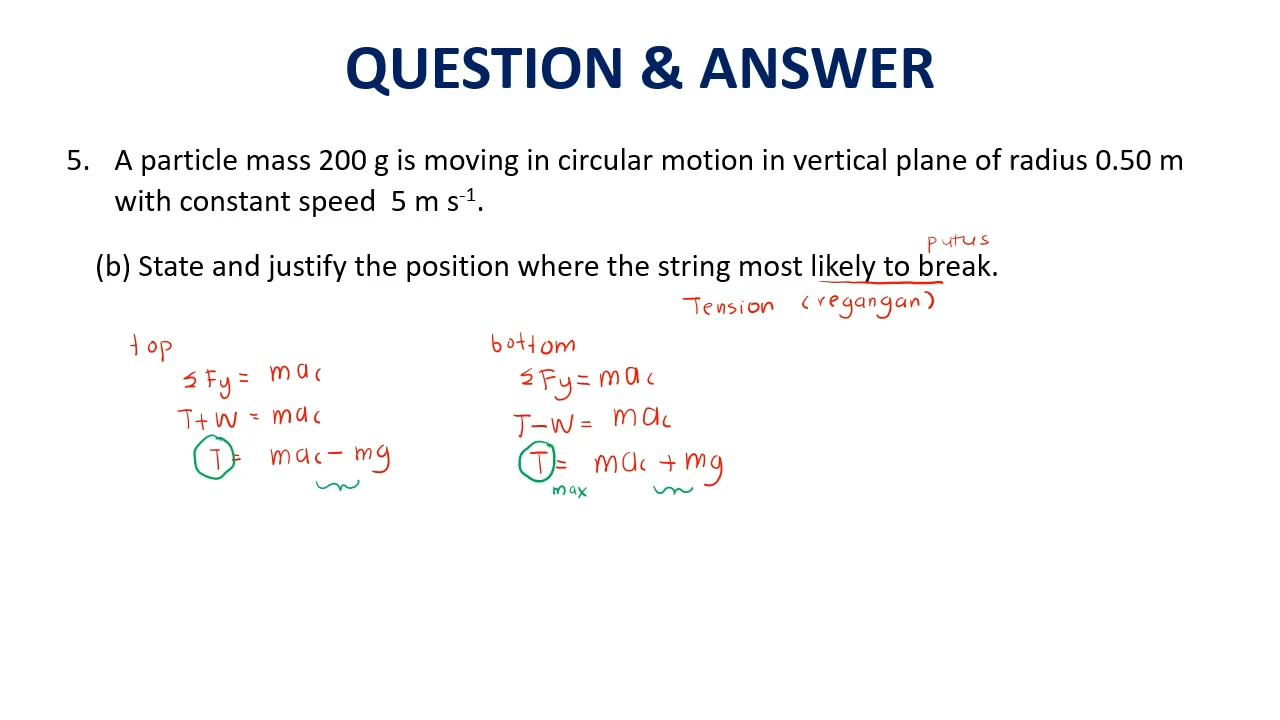 QUESTION & ANSWER
5. A particle mass 200 g is moving in circular motion in vertical plane of radius 0.50 m
with constant speed 5 m s⁻¹.
putus
(b) State and justify the position where the string most likely to break.
Tension (regangan)
top
ΣFy = mac
T+W = mac
T = mac - mg
bottom
ΣFy = mac
T-W = mac
T = mac + mg
max